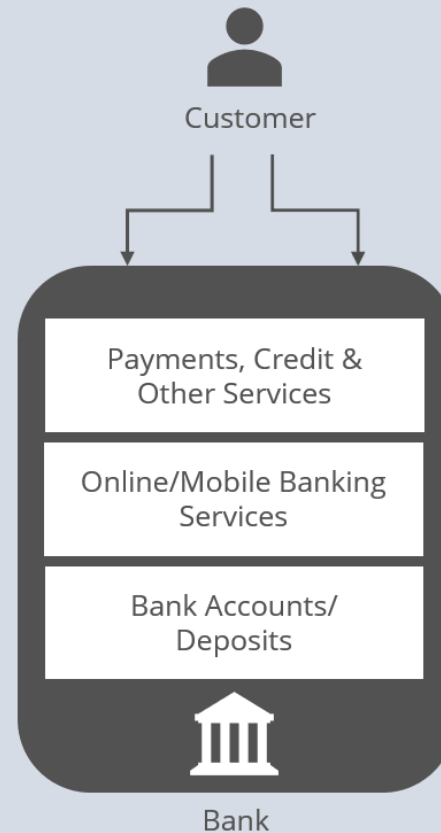 Customer
Payments, Credit &
Other Services
Online/Mobile Banking
Services
Bank Accounts/
Deposits
Bank